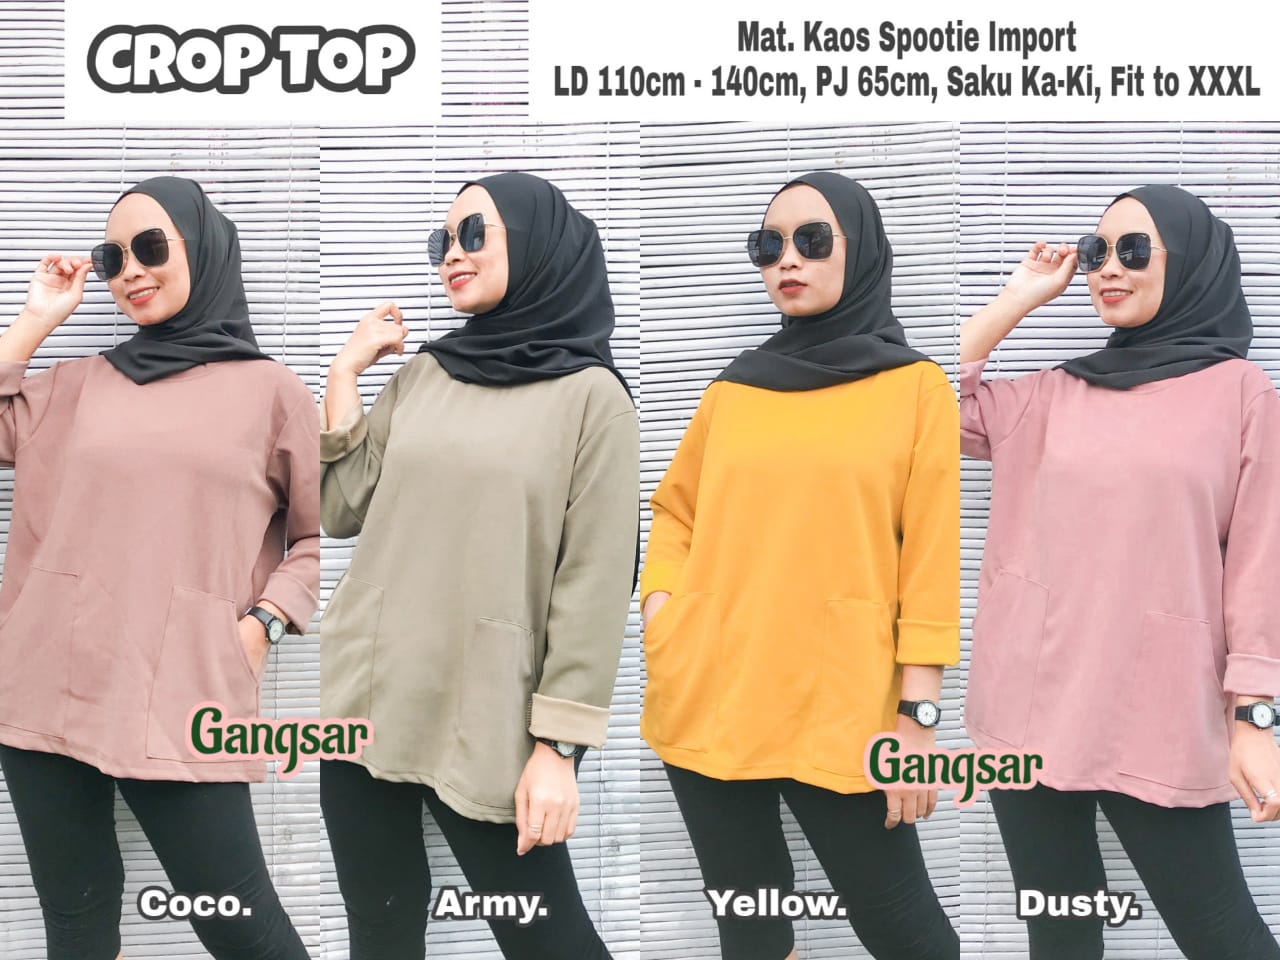 CROP TOP
Mat. Kaos Spootie Import
LD 110cm - 140cm, PJ 65cm, Saku Ka-Ki, Fit to XXXL
Gangsar
Gangsar
Coco.
Army.
Yellow.
Dusty.